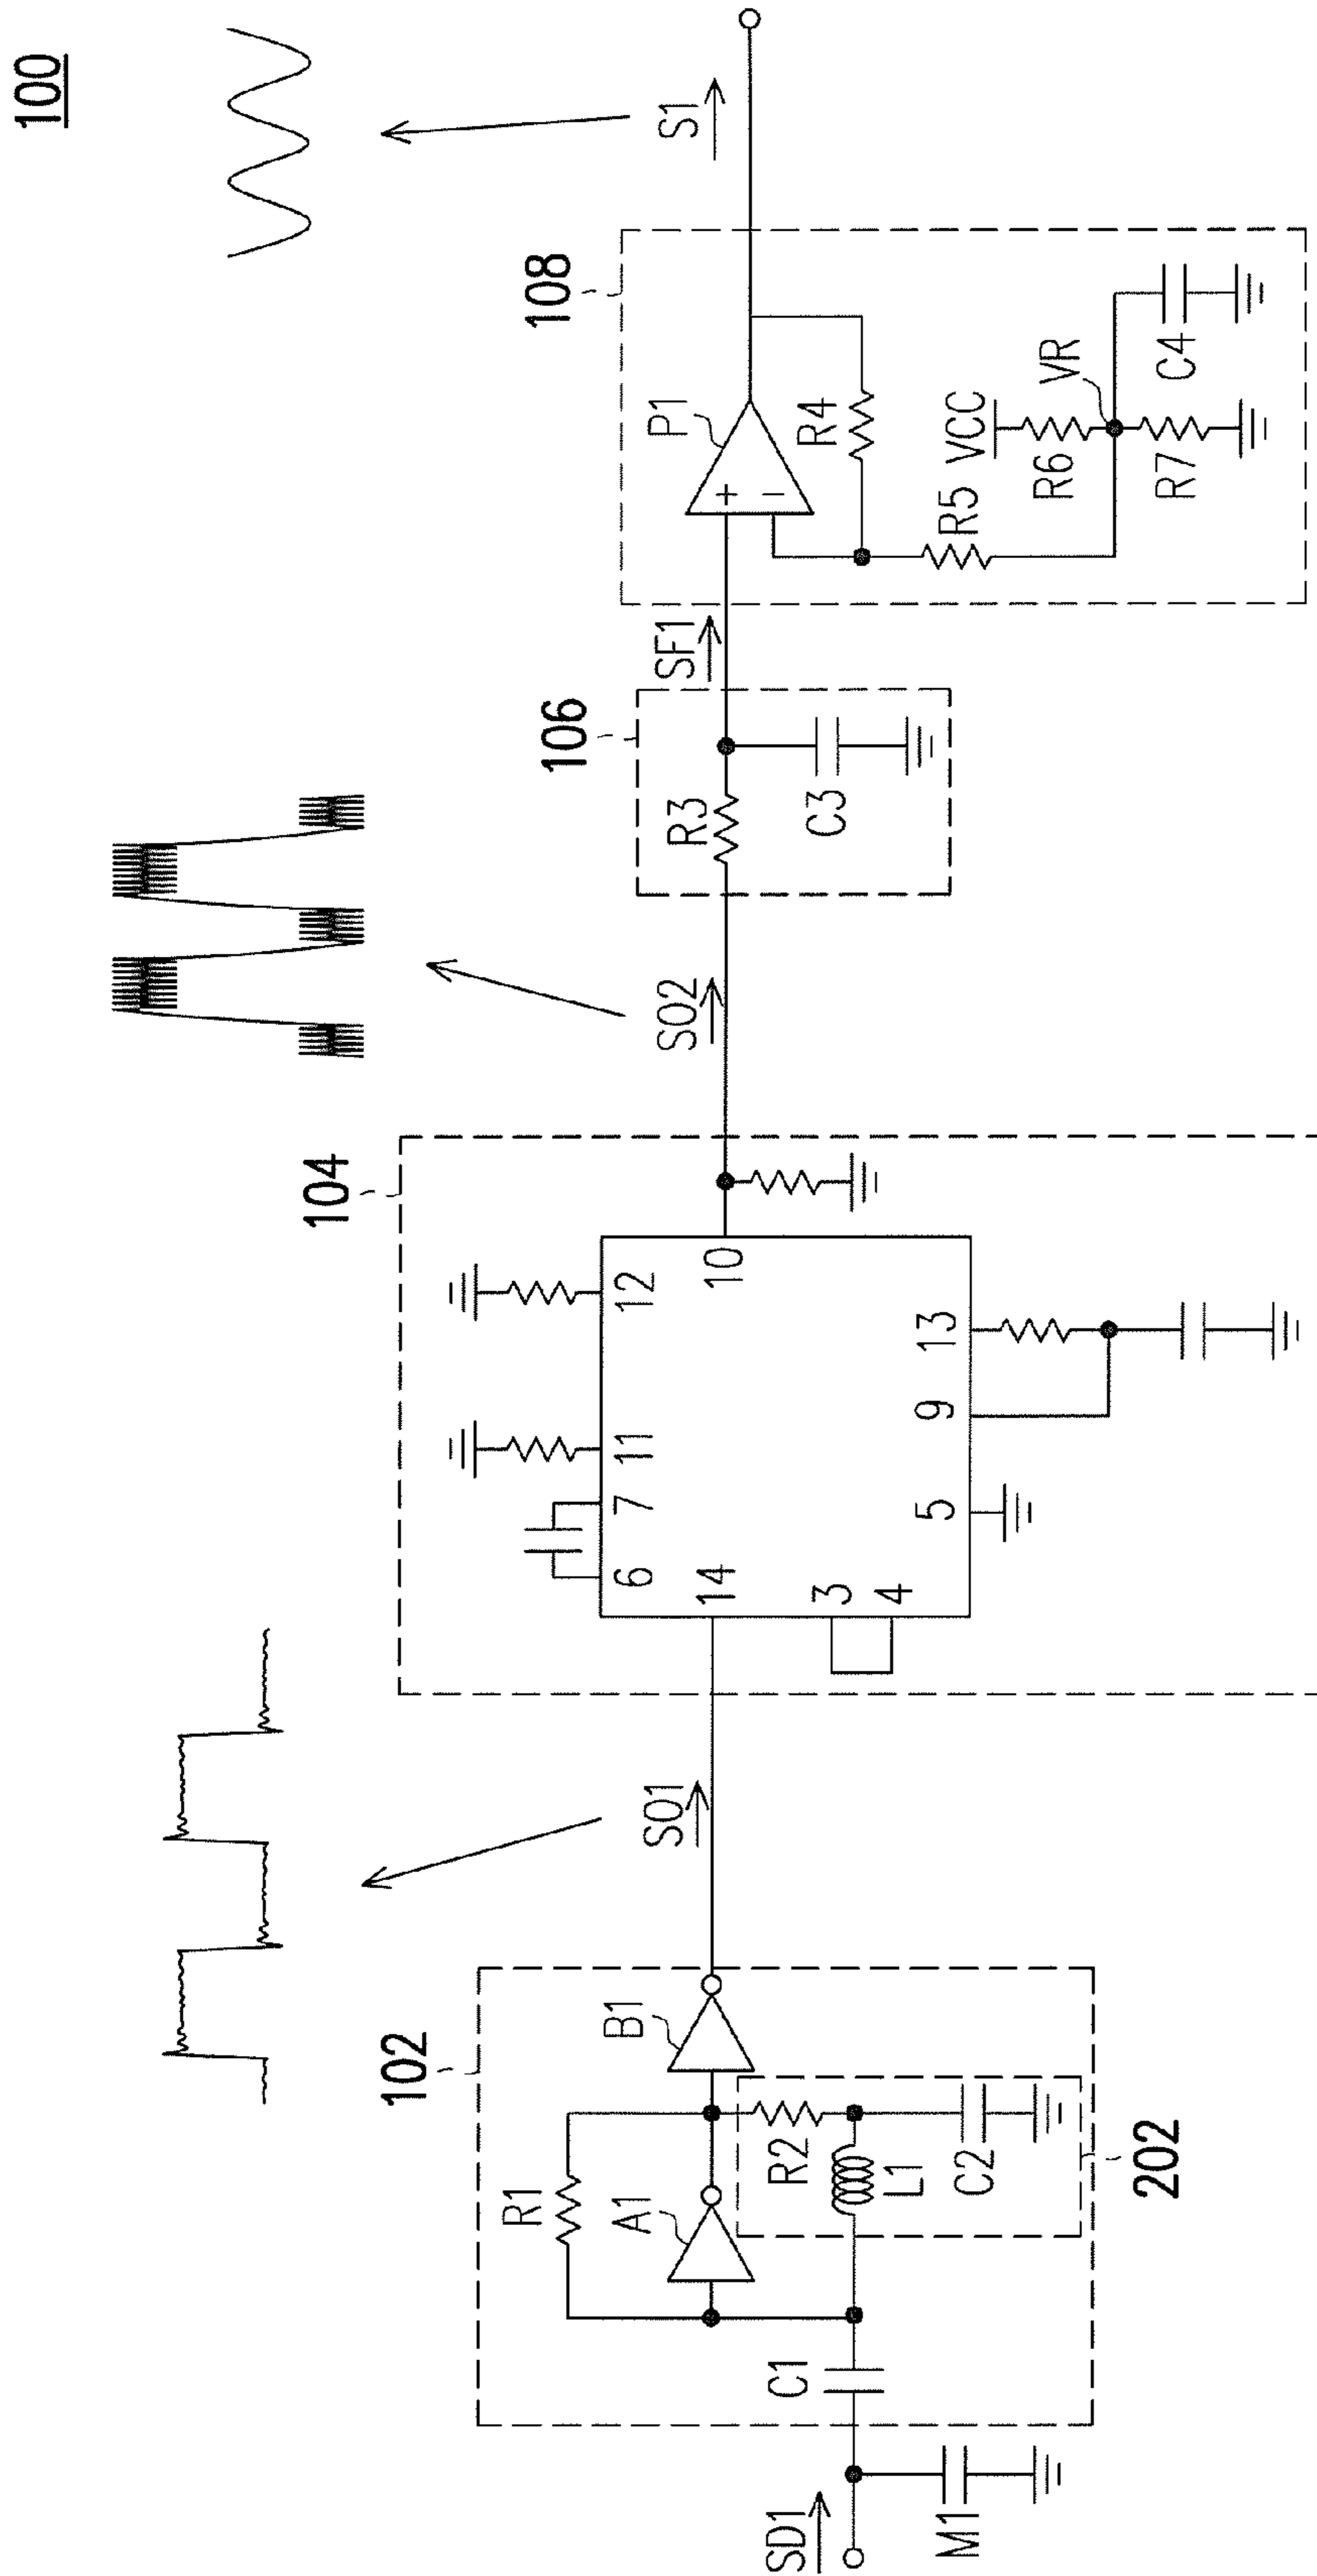 100
SD1
M1
C1
102
R1
A1
B1
R2
L1
C2
202
SO1
104
14
6
7
11
12
3
4
5
9
13
10
SO2
106
R3
C3
SF1
108
P1
+
−
R4
R5
VCC
R6
VR
R7
C4
S1